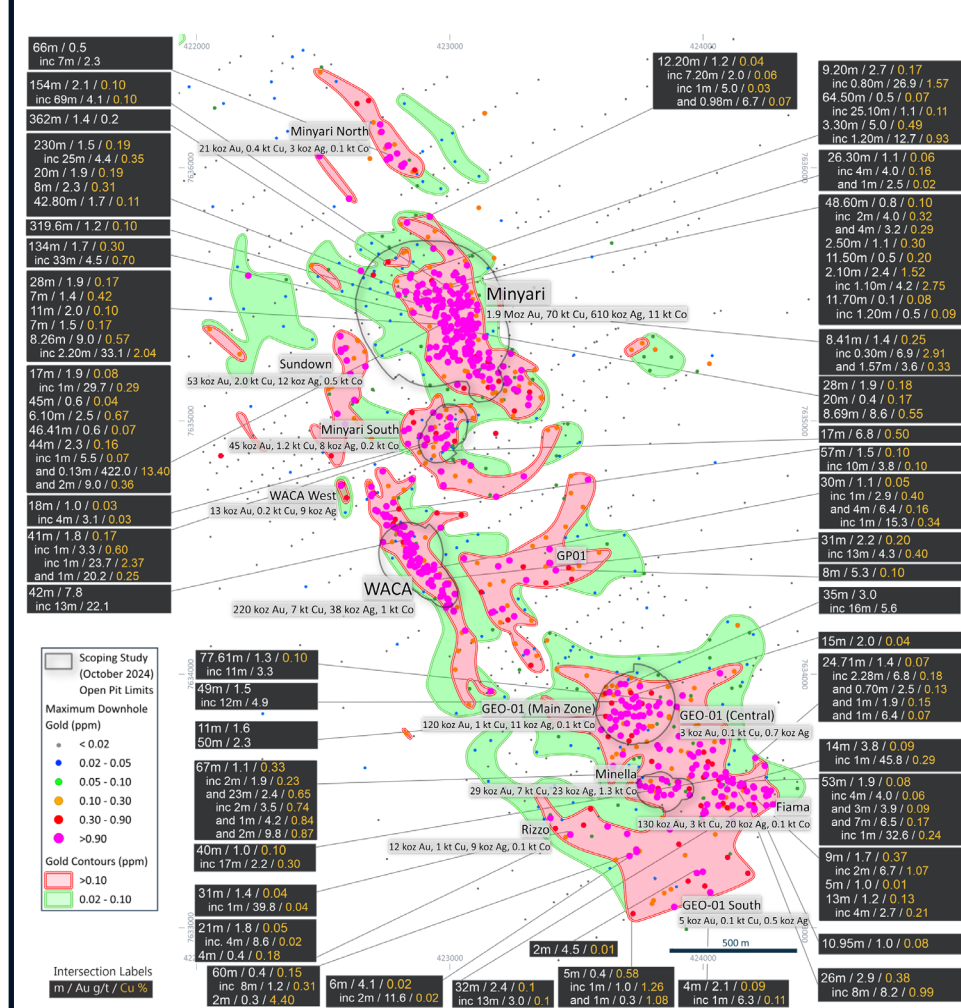 422000
423000
424000
66m / 0.5
inc 7m / 2.3
154m / 2.1 / 0.10
inc 69m / 4.1 / 0.10
362m / 1.4 / 0.2
230m / 1.5 / 0.19
inc 25m / 4.4 / 0.35
20m / 1.9 / 0.19
8m / 2.3 / 0.31
42.80m / 1.7 / 0.11
319.6m / 1.2 / 0.10
134m / 1.7 / 0.30
inc 33m / 4.5 / 0.70
28m / 1.9 / 0.17
7m / 1.4 / 0.42
11m / 2.0 / 0.10
7m / 1.5 / 0.17
8.26m / 9.0 / 0.57
inc 2.20m / 33.1 / 2.04
17m / 1.9 / 0.08
inc 1m / 29.7 / 0.29
45m / 0.6 / 0.04
6.10m / 2.5 / 0.67
46.41m / 0.6 / 0.07
44m / 2.3 / 0.16
inc 1m / 5.5 / 0.07
and 0.13m / 422.0 / 13.40
and 2m / 9.0 / 0.36
18m / 1.0 / 0.03
inc 4m / 3.1 / 0.03
41m / 1.8 / 0.17
inc 1m / 3.3 / 0.60
inc 1m / 23.7 / 2.37
and 1m / 20.2 / 0.25
42m / 7.8
inc 13m / 22.1
12.20m / 1.2 / 0.04
inc 7.20m / 2.0 / 0.06
inc 1m / 5.0 / 0.03
and 0.98m / 6.7 / 0.07
9.20m / 2.7 / 0.17
inc 0.80m / 26.9 / 1.57
64.50m / 0.5 / 0.07
inc 25.10m / 1.1 / 0.11
3.30m / 5.0 / 0.49
inc 1.20m / 12.7 / 0.93
26.30m / 1.1 / 0.06
inc 4m / 4.0 / 0.16
and 1m / 2.5 / 0.02
48.60m / 0.8 / 0.10
inc 2m / 4.0 / 0.32
and 4m / 3.2 / 0.29
2.50m / 1.1 / 0.30
11.50m / 0.5 / 0.20
2.10m / 2.4 / 1.52
inc 1.10m / 4.2 / 2.75
11.70m / 0.1 / 0.08
inc 1.20m / 0.5 / 0.09
8.41m / 1.4 / 0.25
inc 0.30m / 6.9 / 2.91
and 1.57m / 3.6 / 0.33
28m / 1.9 / 0.18
20m / 0.4 / 0.17
8.69m / 8.6 / 0.55
17m / 6.8 / 0.50
57m / 1.5 / 0.10
inc 10m / 3.8 / 0.10
30m / 1.1 / 0.05
inc 1m / 2.9 / 0.40
and 4m / 6.4 / 0.16
inc 1m / 15.3 / 0.34
31m / 2.2 / 0.20
inc 13m / 4.3 / 0.40
8m / 5.3 / 0.10
35m / 3.0
inc 16m / 5.6
15m / 2.0 / 0.04
24.71m / 1.4 / 0.07
inc 2.28m / 6.8 / 0.18
and 0.70m / 2.5 / 0.13
and 1m / 1.9 / 0.15
and 1m / 6.4 / 0.07
14m / 3.8 / 0.09
inc 1m / 45.8 / 0.29
53m / 1.9 / 0.08
inc 4m / 4.0 / 0.06
and 3m / 3.9 / 0.09
and 7m / 6.5 / 0.17
inc 1m / 32.6 / 0.24
9m / 1.7 / 0.37
inc 2m / 6.7 / 1.07
5m / 1.0 / 0.01
13m / 1.2 / 0.13
inc 4m / 2.7 / 0.21
10.95m / 1.0 / 0.08
26m / 2.9 / 0.38
inc 8m / 8.2 / 0.99
7636000
7636000
7635000
7635000
7634000
7634000
7633000
Minyari North
21 koz Au, 0.4 kt Cu, 3 koz Ag, 0.1 kt Co
Minyari
1.9 Moz Au, 70 kt Cu, 610 koz Ag, 11 kt Co
Sundown
53 koz Au, 2.0 kt Cu, 12 koz Ag, 0.5 kt Co
Minyari South
45 koz Au, 1.2 kt Cu, 8 koz Ag, 0.2 kt Co
WACA West
13 koz Au, 0.2 kt Cu, 9 koz Ag
GP01
WACA
220 koz Au, 7 kt Cu, 38 koz Ag, 1 kt Co
GEO-01 (Main Zone)
120 koz Au, 1 kt Cu, 11 koz Ag, 0.1 kt Co
GEO-01 (Central)
3 koz Au, 0.1 kt Cu, 0.7 koz Ag
Minella
29 koz Au, 7 kt Cu, 23 koz Ag, 1.3 kt Co
Fiama
130 koz Au, 3 kt Cu, 20 koz Ag, 0.1 kt Co
Rizzo
12 koz Au, 1 kt Cu, 9 koz Ag, 0.1 kt Co
GEO-01 South
5 koz Au, 0.1 kt Cu, 0.5 koz Ag
77.61m / 1.3 / 0.10
inc 11m / 3.3
49m / 1.5
inc 12m / 4.9
11m / 1.6
50m / 2.3
67m / 1.1 / 0.33
inc 2m / 1.9 / 0.23
and 23m / 2.4 / 0.65
inc 2m / 3.5 / 0.74
and 1m / 4.2 / 0.84
and 2m / 9.8 / 0.87
40m / 1.0 / 0.10
inc 17m / 2.2 / 0.30
31m / 1.4 / 0.04
inc 1m / 39.8 / 0.04
21m / 1.8 / 0.05
inc. 4m / 8.6 / 0.02
4m / 0.4 / 0.18
60m / 0.4 / 0.15
inc 8m / 1.2 / 0.31
2m / 0.3 / 4.40
6m / 4.1 / 0.02
inc 2m / 11.6 / 0.02
32m / 2.4 / 0.1
inc 13m / 3.0 / 0.1
2m / 4.5 / 0.01
5m / 0.4 / 0.58
inc 1m / 1.0 / 1.26
and 1m / 0.3 / 1.08
4m / 2.1 / 0.09
inc 1m / 6.3 / 0.11
500 m
423000
424000
Scoping Study
(October 2024)
Open Pit Limits
Maximum Downhole
Gold (ppm)
< 0.02
0.02 - 0.05
0.05 - 0.10
0.10 - 0.30
0.30 - 0.90
>0.90
Gold Contours (ppm)
>0.10
0.02 - 0.10
Intersection Labels
m / Au g/t / Cu %